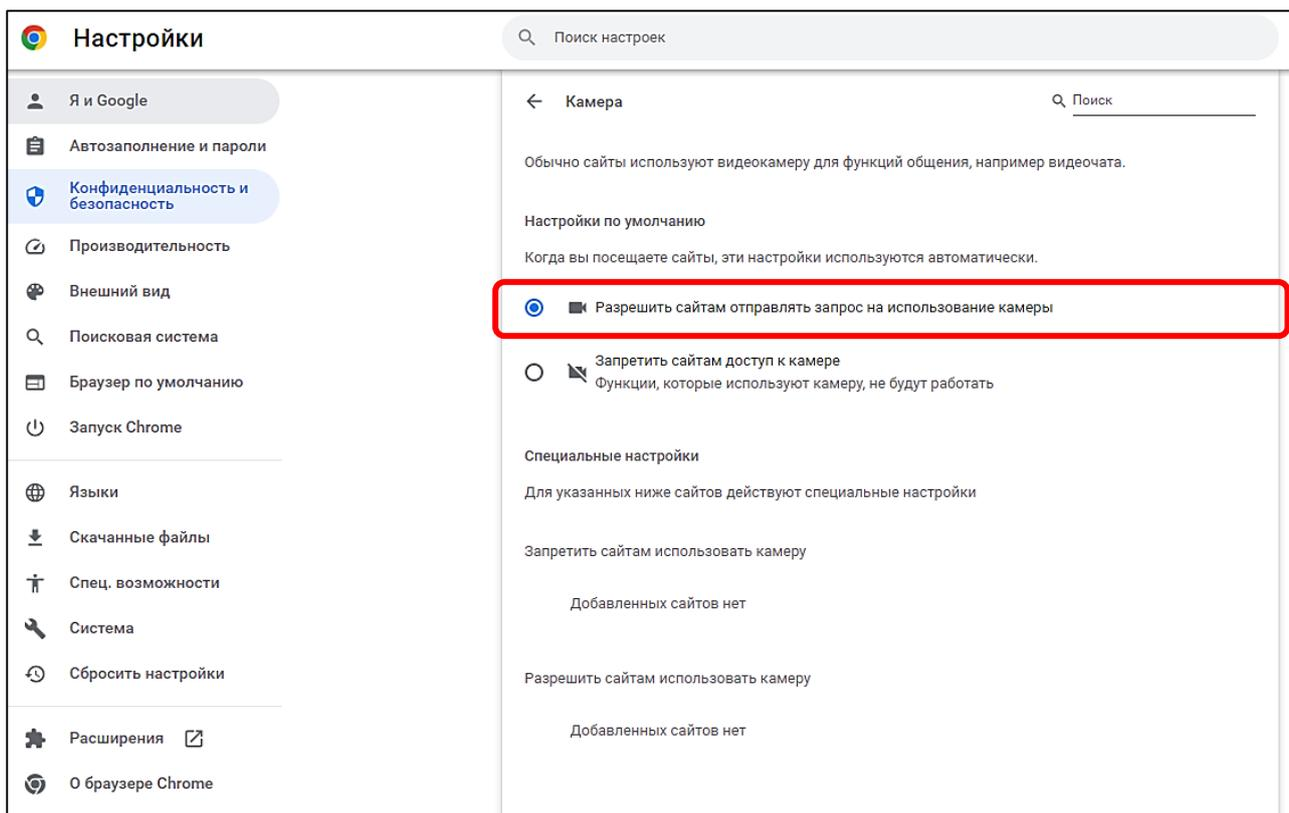 Настройки
Поиск настроек
Я и Google
Автозаполнение и пароли
Конфиденциальность и
безопасность
Производительность
Внешний вид
Поисковая система
Браузер по умолчанию
Запуск Chrome
Языки
Скачанные файлы
Спец. возможности
Система
Сбросить настройки
Расширения
О браузере Chrome
Камера
Поиск
Обычно сайты используют видеокамеру для функций общения, например видеочата.
Настройки по умолчанию
Когда вы посещаете сайты, эти настройки используются автоматически.
Разрешить сайтам отправлять запрос на использование камеры
Запретить сайтам доступ к камере
Функции, которые используют камеру, не будут работать
Специальные настройки
Для указанных ниже сайтов действуют специальные настройки
Запретить сайтам использовать камеру
Добавленных сайтов нет
Разрешить сайтам использовать камеру
Добавленных сайтов нет